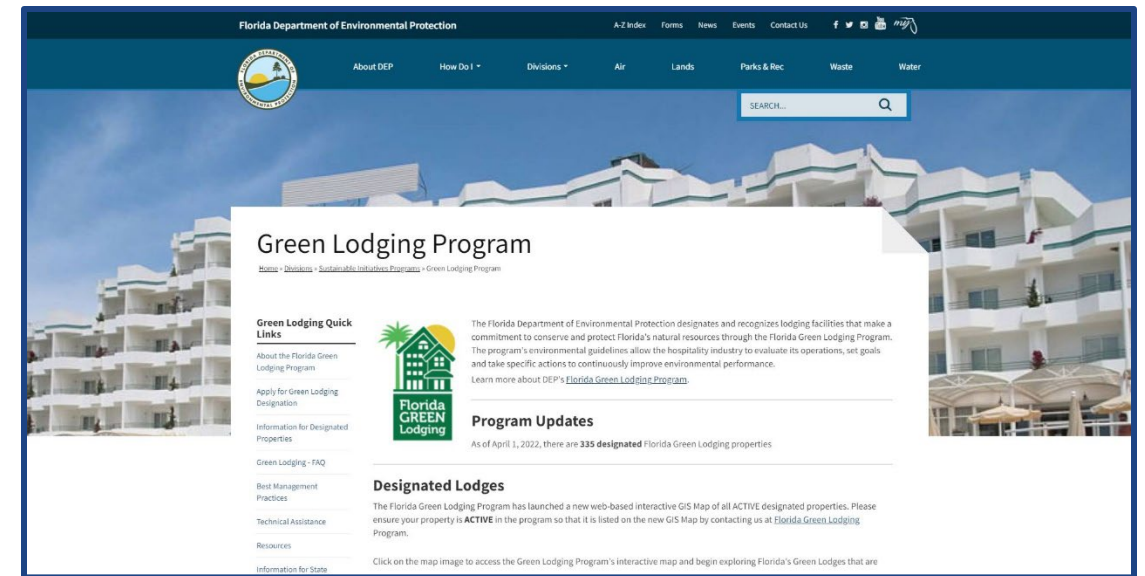 Florida Department of Environmental Protection
A-Z Index Forms News Events Contact Us
About DEP How Do I Divisions Air Lands Parks & Rec Waste Water
SEARCH...
Green Lodging Program
Home » Divisions » Sustainable Initiatives Programs » Green Lodging Program
Green Lodging Quick
Links
About the Florida Green
Lodging Program
Apply for Green Lodging
Designation
Information for Designated
Properties
Green Lodging - FAQ
Best Management
Practices
Technical Assistance
Resources
Information for State
Florida
GREEN
Lodging
The Florida Department of Environmental Protection designates and recognizes lodging facilities that make a
commitment to conserve and protect Florida's natural resources through the Florida Green Lodging Program.
The program's environmental guidelines allow the hospitality industry to evaluate its operations, set goals
and take specific actions to continuously improve environmental performance.
Learn more about DEP's Florida Green Lodging Program.
Program Updates
As of April 1, 2022, there are 335 designated Florida Green Lodging properties
Designated Lodges
The Florida Green Lodging Program has launched a new web-based interactive GIS Map of all ACTIVE designated properties. Please
ensure your property is ACTIVE in the program so that it is listed on the new GIS Map by contacting us at Florida Green Lodging
Program.
Click on the map image to access the Green Lodging Program's interactive map and begin exploring Florida's Green Lodges that are